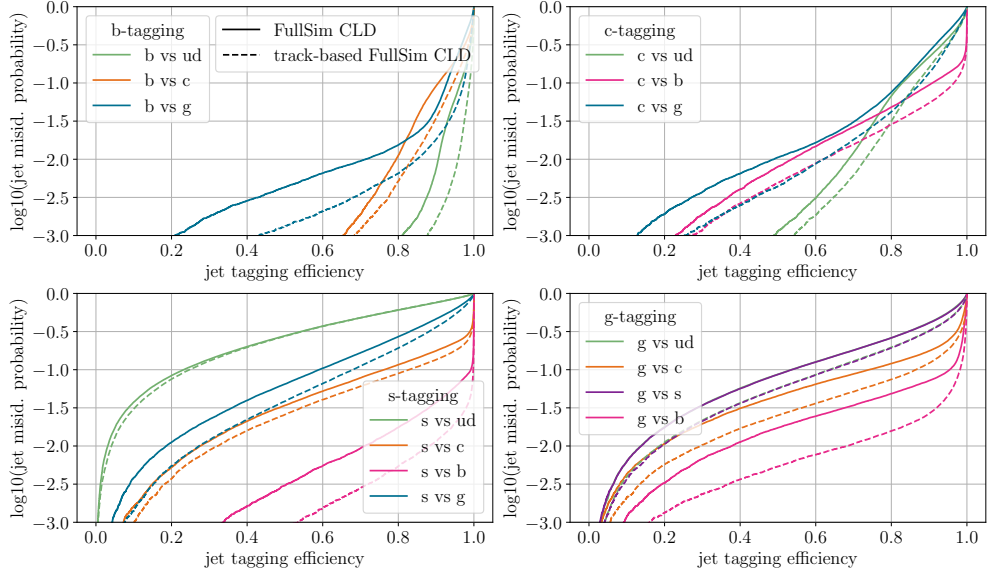 b-tagging
b vs ud
b vs c
b vs g
FullSim CLD
track-based FullSim CLD
log10(jet misid. probability)
0.0
−0.5
−1.0
−1.5
−2.0
−2.5
−3.0
0.0 0.2 0.4 0.6 0.8 1.0
jet tagging efficiency
c-tagging
c vs ud
c vs b
c vs g
log10(jet misid. probability)
0.0
−0.5
−1.0
−1.5
−2.0
−2.5
−3.0
0.0 0.2 0.4 0.6 0.8 1.0
jet tagging efficiency
s-tagging
s vs ud
s vs c
s vs b
s vs g
log10(jet misid. probability)
0.0
−0.5
−1.0
−1.5
−2.0
−2.5
−3.0
0.0 0.2 0.4 0.6 0.8 1.0
jet tagging efficiency
g-tagging
g vs ud
g vs c
g vs s
g vs b
log10(jet misid. probability)
0.0
−0.5
−1.0
−1.5
−2.0
−2.5
−3.0
0.0 0.2 0.4 0.6 0.8 1.0
jet tagging efficiency